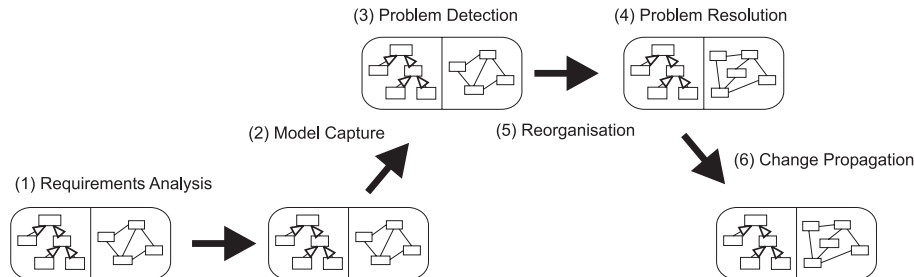 (3) Problem Detection
(4) Problem Resolution
(2) Model Capture
(5) Reorganisation
(6) Change Propagation
(1) Requirements Analysis